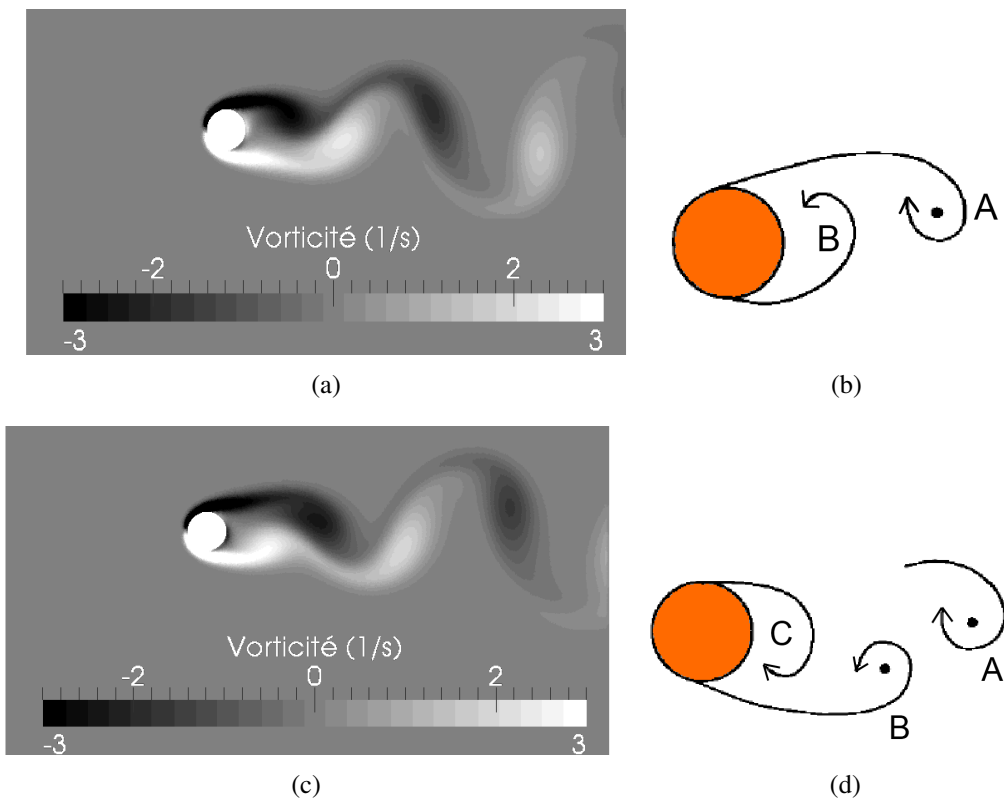 Vorticité (1/s)
-2 0 2
-3 3
A
B
(a) (b)
Vorticité (1/s)
-2 0 2
-3 3
C
A
B
(c) (d)